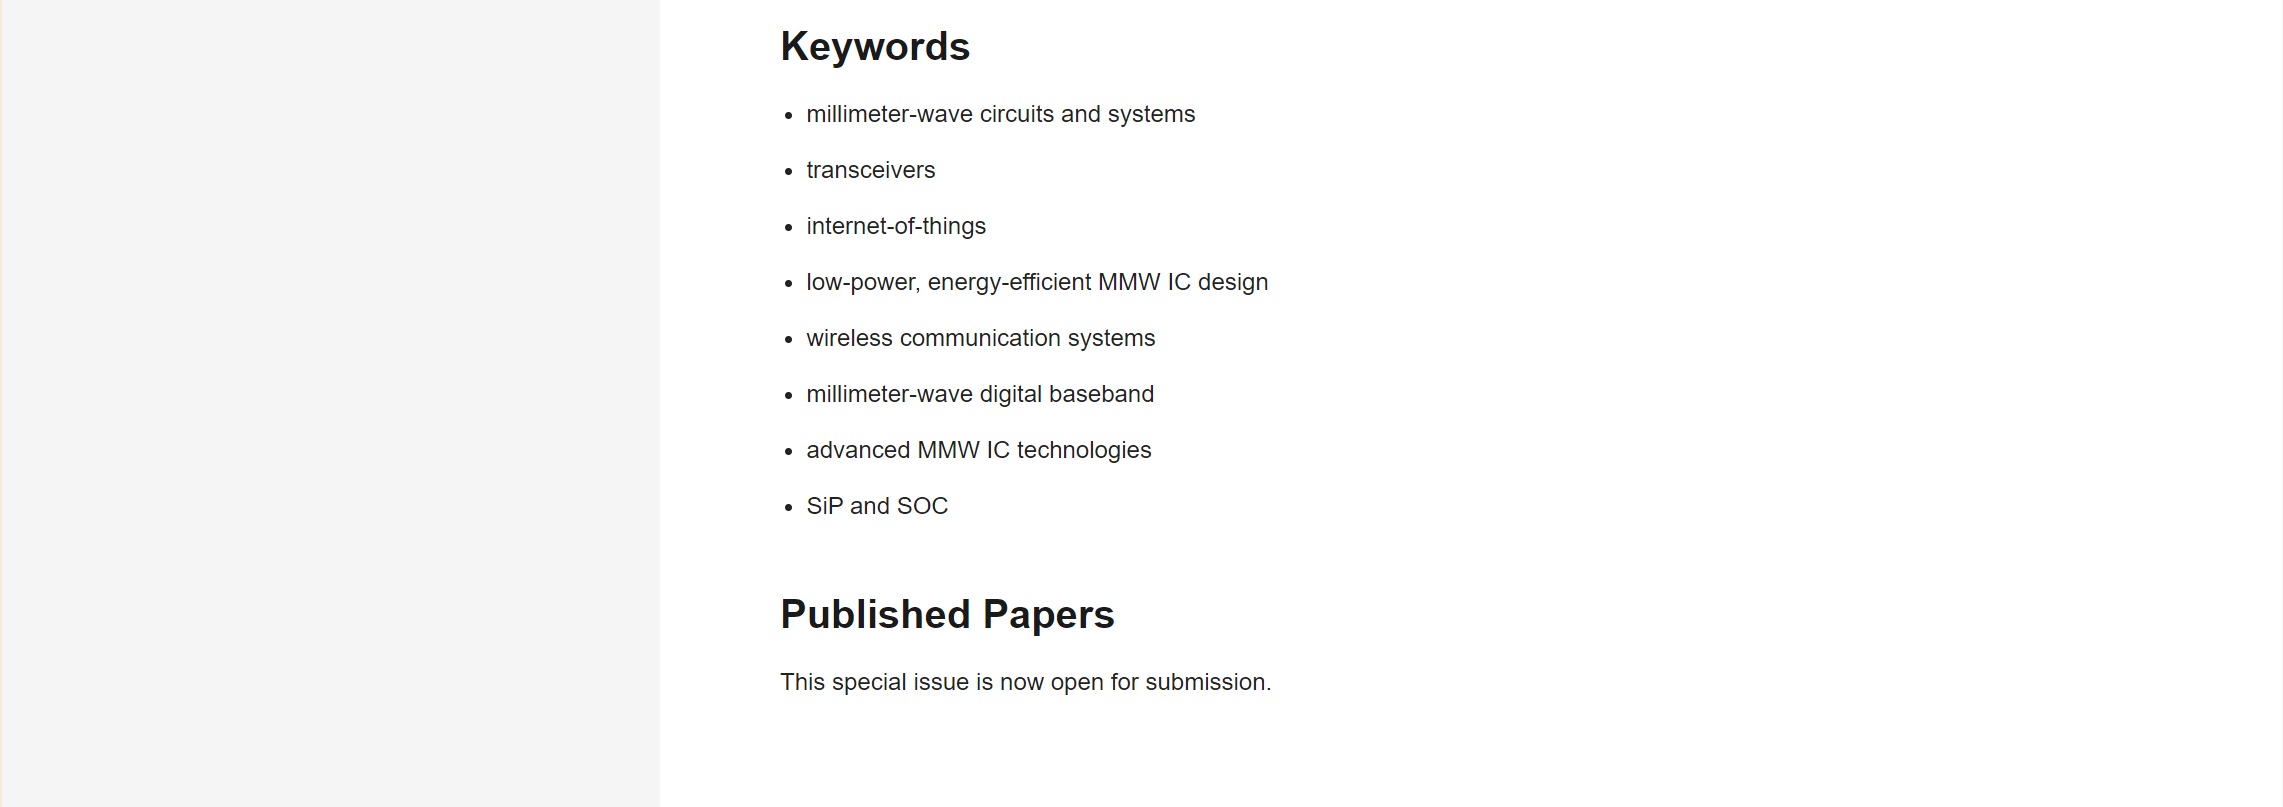 Keywords
• millimeter-wave circuits and systems
• transceivers
• internet-of-things
• low-power, energy-efficient MMW IC design
• wireless communication systems
• millimeter-wave digital baseband
• advanced MMW IC technologies
• SiP and SOC
Published Papers
This special issue is now open for submission.